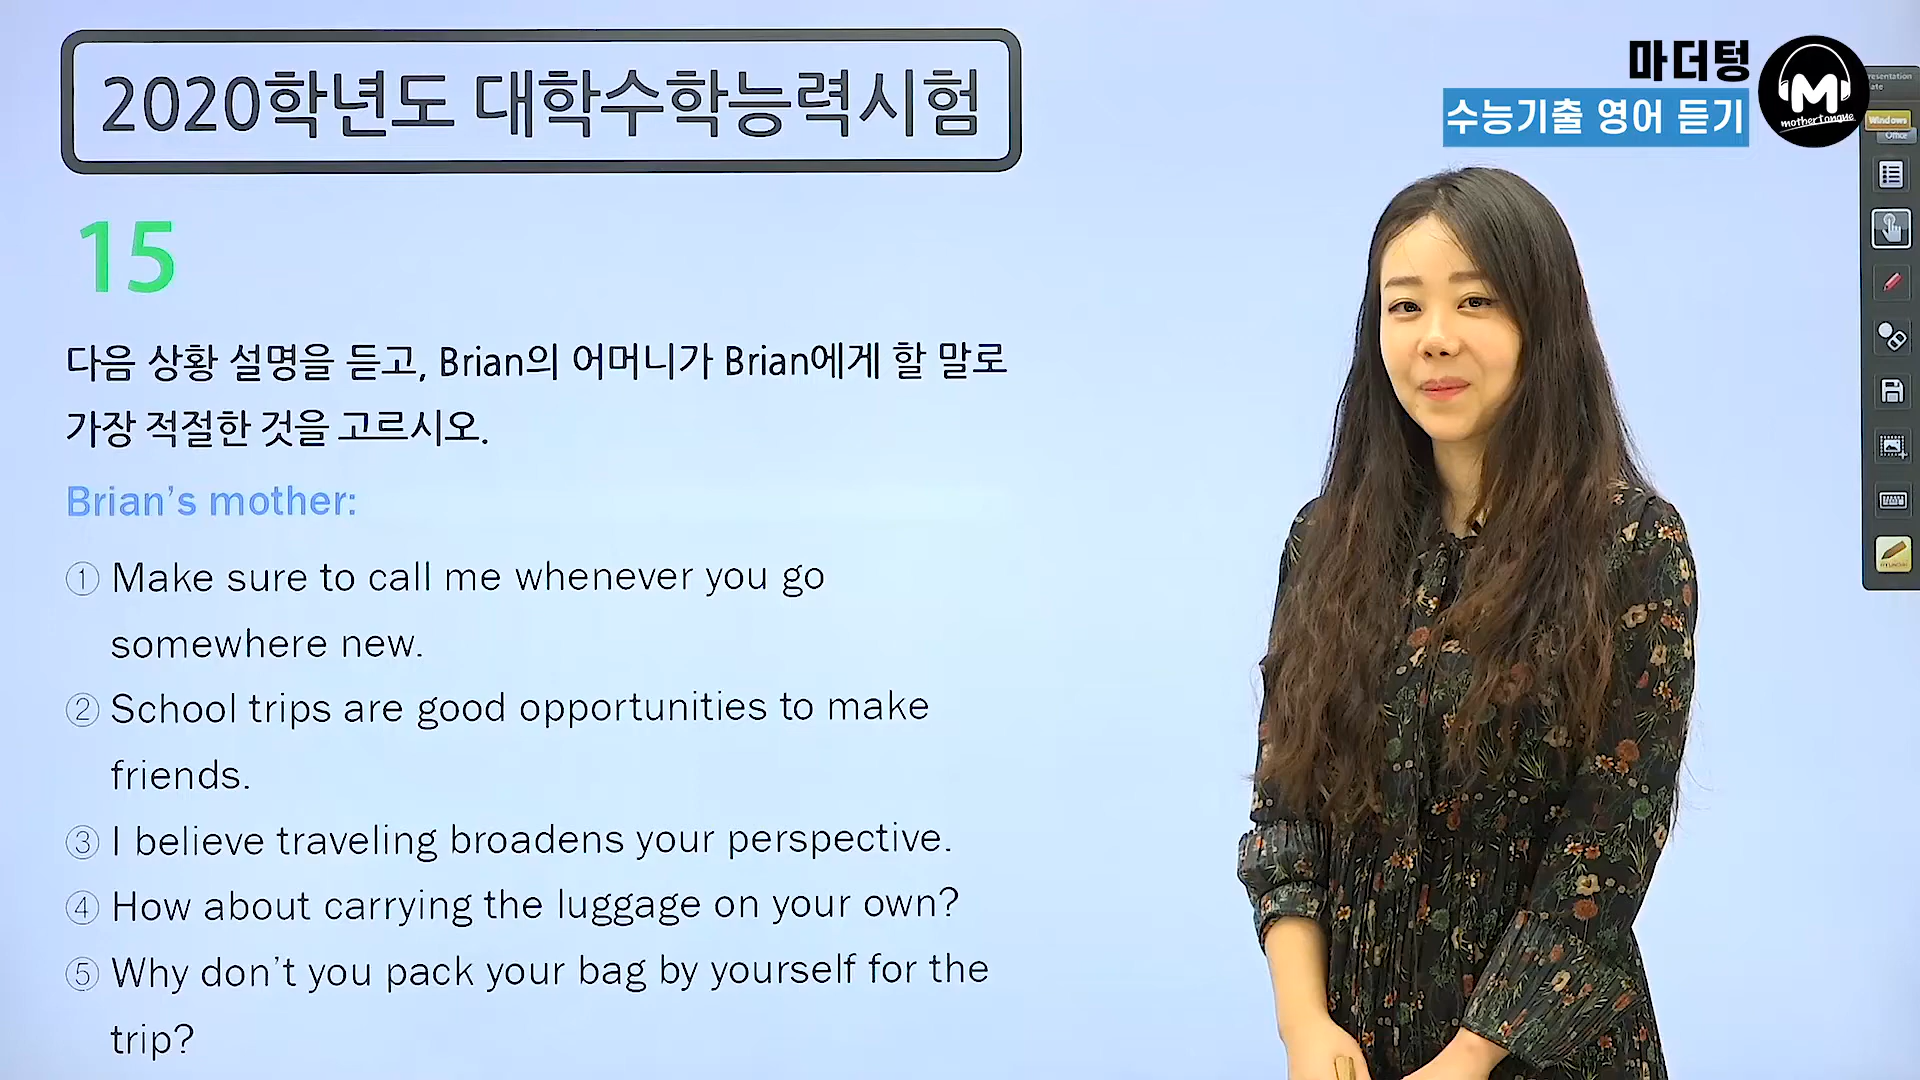 2020학년도 대학수학능력시험
마더텅
수능기출 영어 듣기
M
mothertongue
Windows
Office
15
다음 상황 설명을 듣고, Brian의 어머니가 Brian에게 할 말로
가장 적절한 것을 고르시오.
Brian’s mother:
① Make sure to call me whenever you go
somewhere new.
② School trips are good opportunities to make
friends.
③ I believe traveling broadens your perspective.
④ How about carrying the luggage on your own?
⑤ Why don’t you pack your bag by yourself for the
trip?